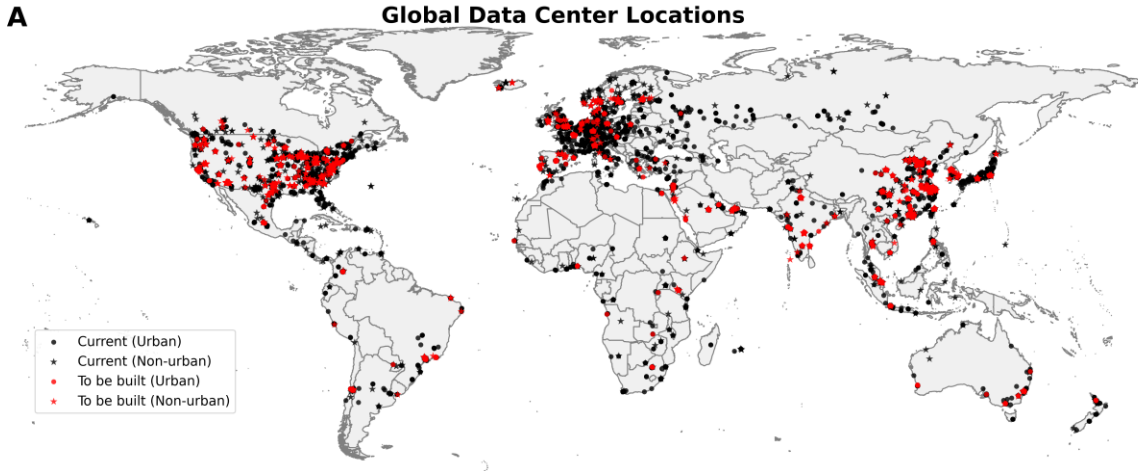 A
Global Data Center Locations
Current (Urban)
Current (Non-urban)
To be built (Urban)
To be built (Non-urban)